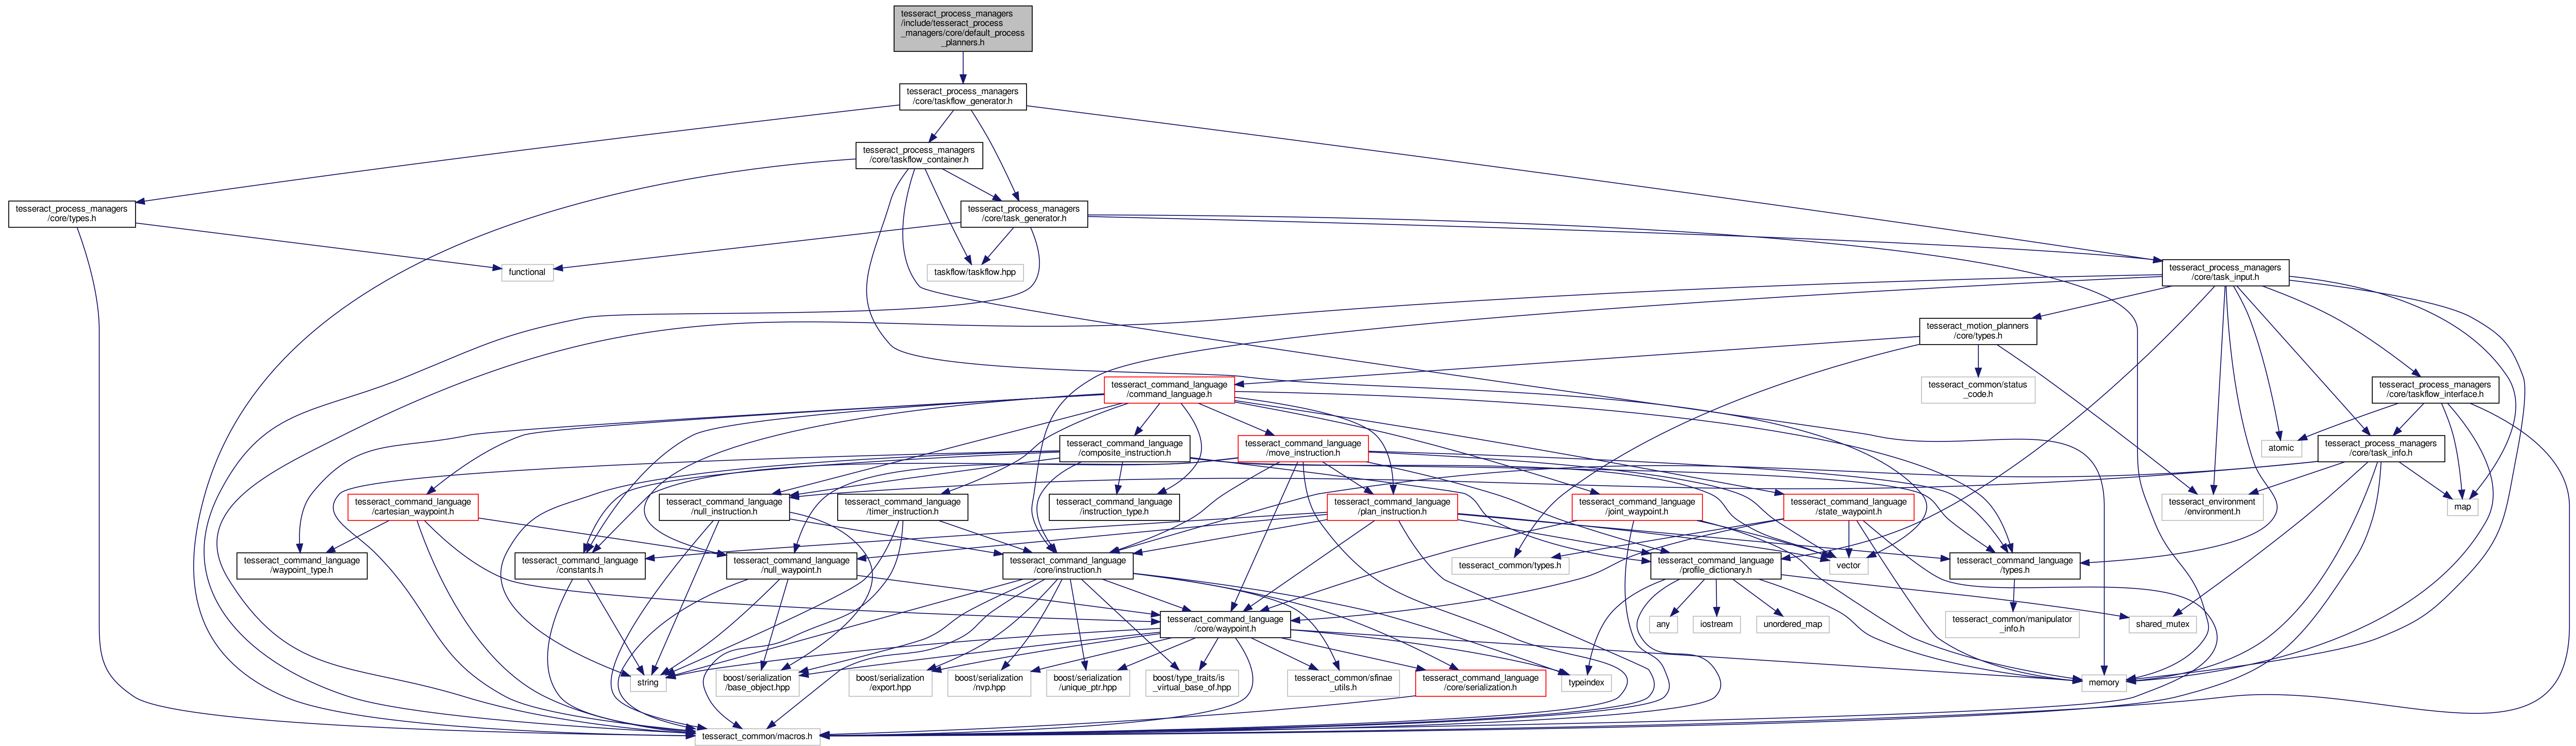 tesseract_process_managers
/include/tesseract_process
_managers/core/default_process
_planners.h
tesseract_process_managers
/core/taskflow_generator.h
tesseract_process_managers
/core/taskflow_container.h
tesseract_process_managers
/core/types.h
tesseract_process_managers
/core/task_generator.h
functional
taskflow/taskflow.hpp
tesseract_process_managers
/core/task_input.h
tesseract_motion_planners
/core/types.h
tesseract_command_language
/command_language.h
tesseract_common/status
_code.h
tesseract_process_managers
/core/taskflow_interface.h
tesseract_command_language
/composite_instruction.h
tesseract_command_language
/move_instruction.h
atomic
tesseract_process_managers
/core/task_info.h
tesseract_command_language
/cartesian_waypoint.h
tesseract_command_language
/null_instruction.h
tesseract_command_language
/timer_instruction.h
tesseract_command_language
/instruction_type.h
tesseract_command_language
/plan_instruction.h
tesseract_command_language
/joint_waypoint.h
tesseract_command_language
/state_waypoint.h
tesseract_environment
/environment.h
map
tesseract_command_language
/waypoint_type.h
tesseract_command_language
/constants.h
tesseract_command_language
/null_waypoint.h
tesseract_command_language
/core/instruction.h
tesseract_common/types.h
tesseract_command_language
/profile_dictionary.h
vector
tesseract_command_language
/types.h
tesseract_command_language
/core/waypoint.h
any
iostream
unordered_map
tesseract_common/manipulator
_info.h
shared_mutex
string
boost/serialization
/base_object.hpp
boost/serialization
/export.hpp
boost/serialization
/nvp.hpp
boost/serialization
/unique_ptr.hpp
boost/type_traits/is
_virtual_base_of.hpp
tesseract_common/sfinae
_utils.h
tesseract_command_language
/core/serialization.h
typeindex
memory
tesseract_common/macros.h